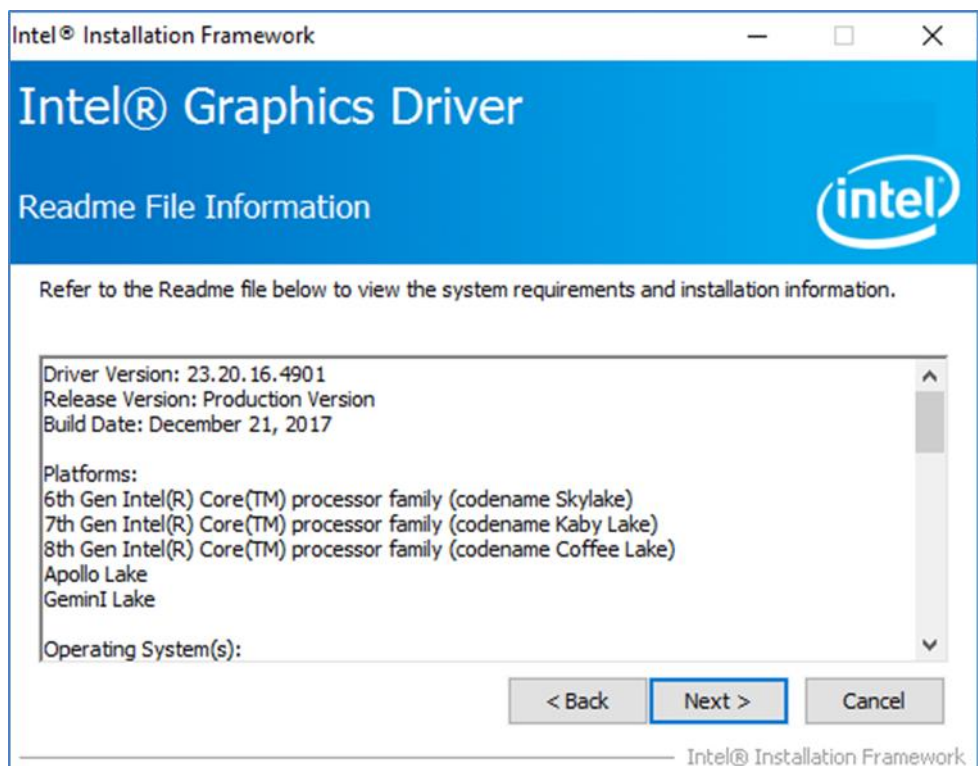 Intel® Installation Framework
Intel® Graphics Driver
Readme File Information
intel
Refer to the Readme file below to view the system requirements and installation information.
Driver Version: 23.20.16.4901
Release Version: Production Version
Build Date: December 21, 2017
Platforms:
6th Gen Intel(R) Core(TM) processor family (codename Skylake)
7th Gen Intel(R) Core(TM) processor family (codename Kaby Lake)
8th Gen Intel(R) Core(TM) processor family (codename Coffee Lake)
Apollo Lake
GeminI Lake
Operating System(s):
< Back Next > Cancel
Intel® Installation Framework